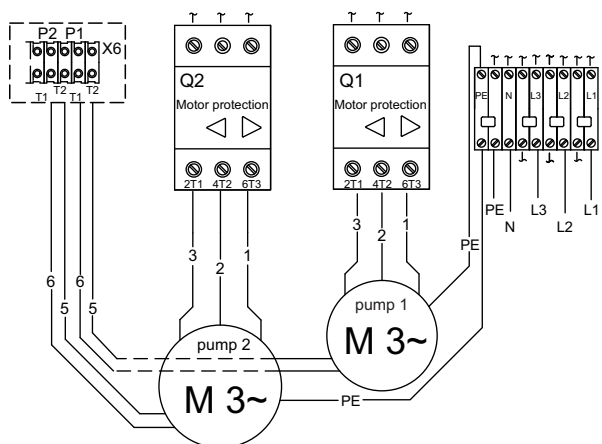 P2 P1
X6
T1 T2 T1 T2
Q2
Motor protection
2T1 4T2 6T3
Q1
Motor protection
2T1 4T2 6T3
PE N L3 L2 L1
PE N L3 L2 L1
3 2 1
3 2 1
PE
6 5 6 5
pump 1
M 3~
pump 2
M 3~
PE